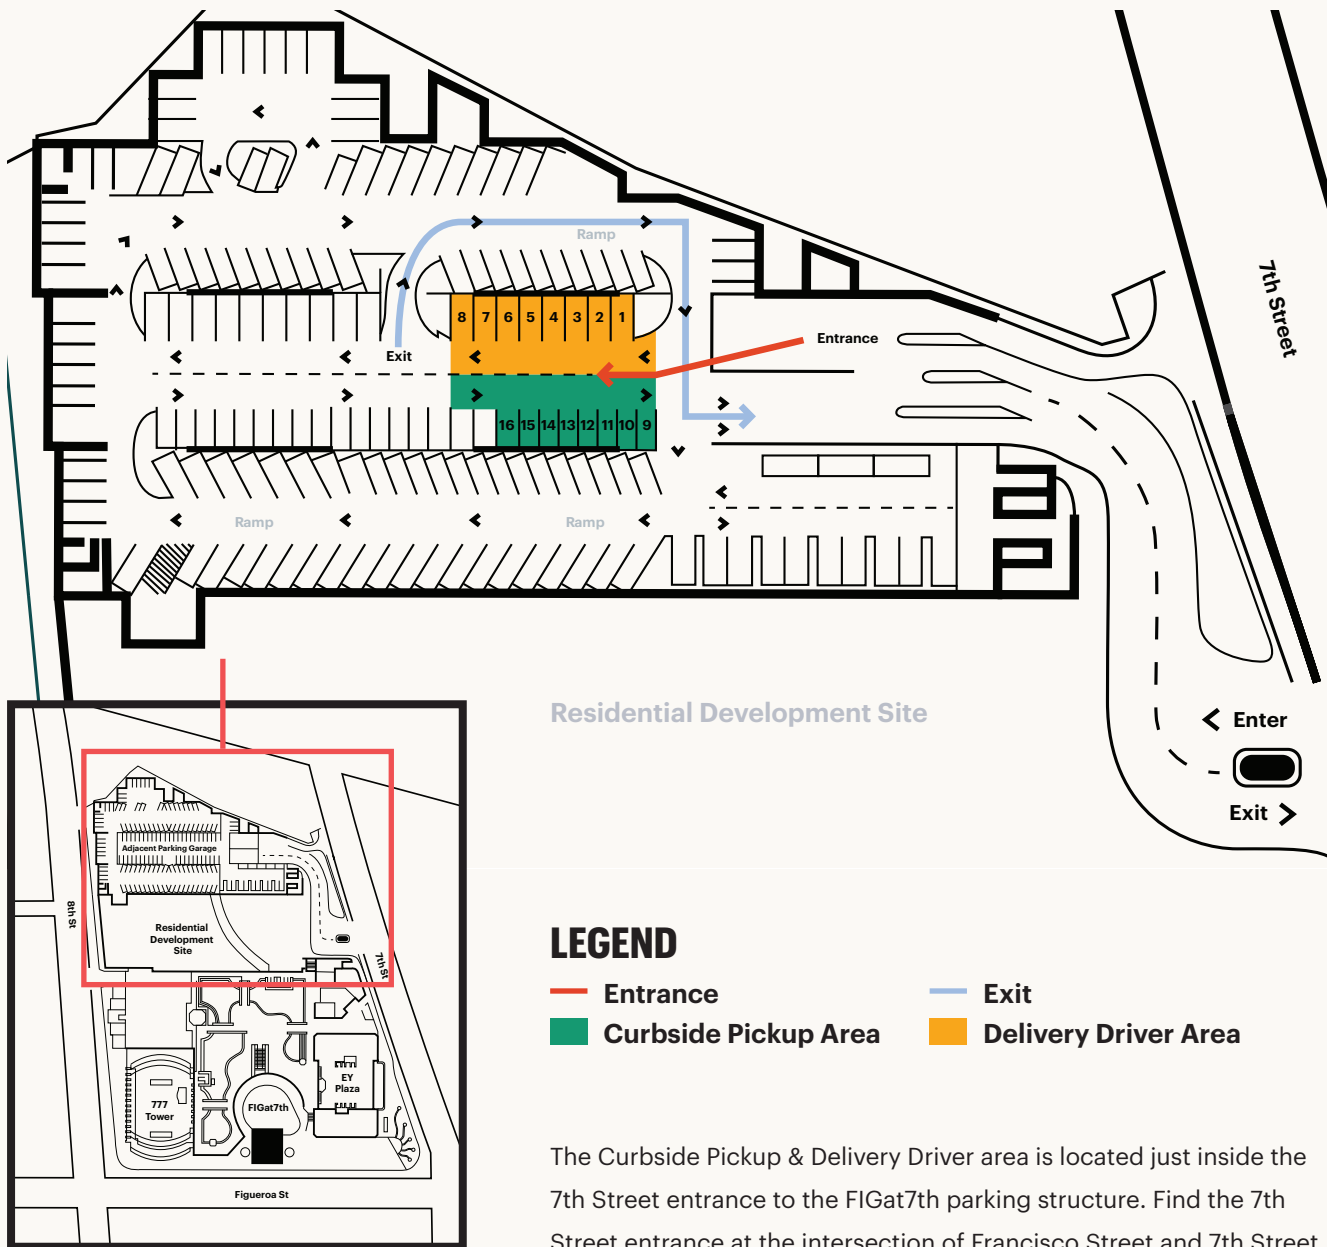 7th Street
Ramp
8 7 6 5 4 3 2 1
Entrance
Exit
16 15 14 13 12 11 10 9
Ramp
Ramp
Residential Development Site
Enter
Exit
Adjacent Parking Garage
8th St
Residential
Development
Site
7th St
EY
Plaza
777
Tower
FIGat7th
Figueroa St
LEGEND
Entrance
Exit
Curbside Pickup Area
Delivery Driver Area
The Curbside Pickup & Delivery Driver area is located just inside the
7th Street entrance to the FIGat7th parking structure. Find the 7th
Street entrance at the intersection of Francisco Street and 7th Street